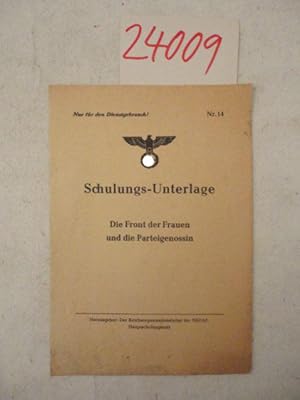 24009
Nur für den Dienstgebrauch! Nr. 14
Schulungs-Unterlage
Die Front der Frauen
und die Parteigenossin
Herausgeber: Der Reichsorganisationsleiter der NSDAP.
Hauptschulungsamt